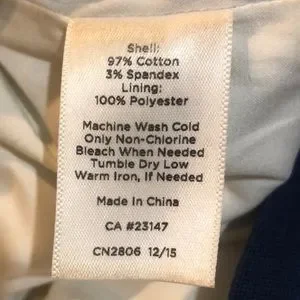 Shell:
97% Cotton
3% Spandex
Lining:
100% Polyester
Machine Wash Cold
Only Non-Chlorine
Bleach When Needed
Tumble Dry Low
Warm Iron, If Needed
Made In China
CA #23147
CN2806 12/15